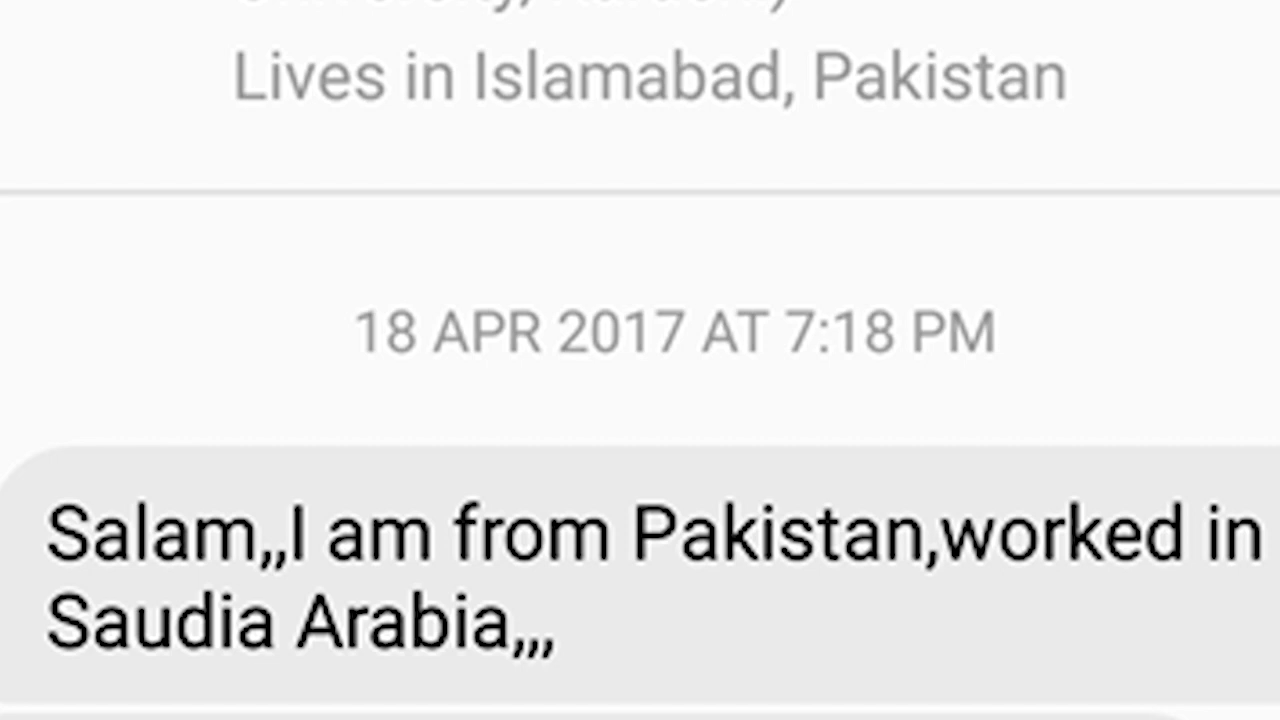 Lives in Islamabad, Pakistan
18 APR 2017 AT 7:18 PM
Salam,,I am from Pakistan,worked in
Saudia Arabia,,,